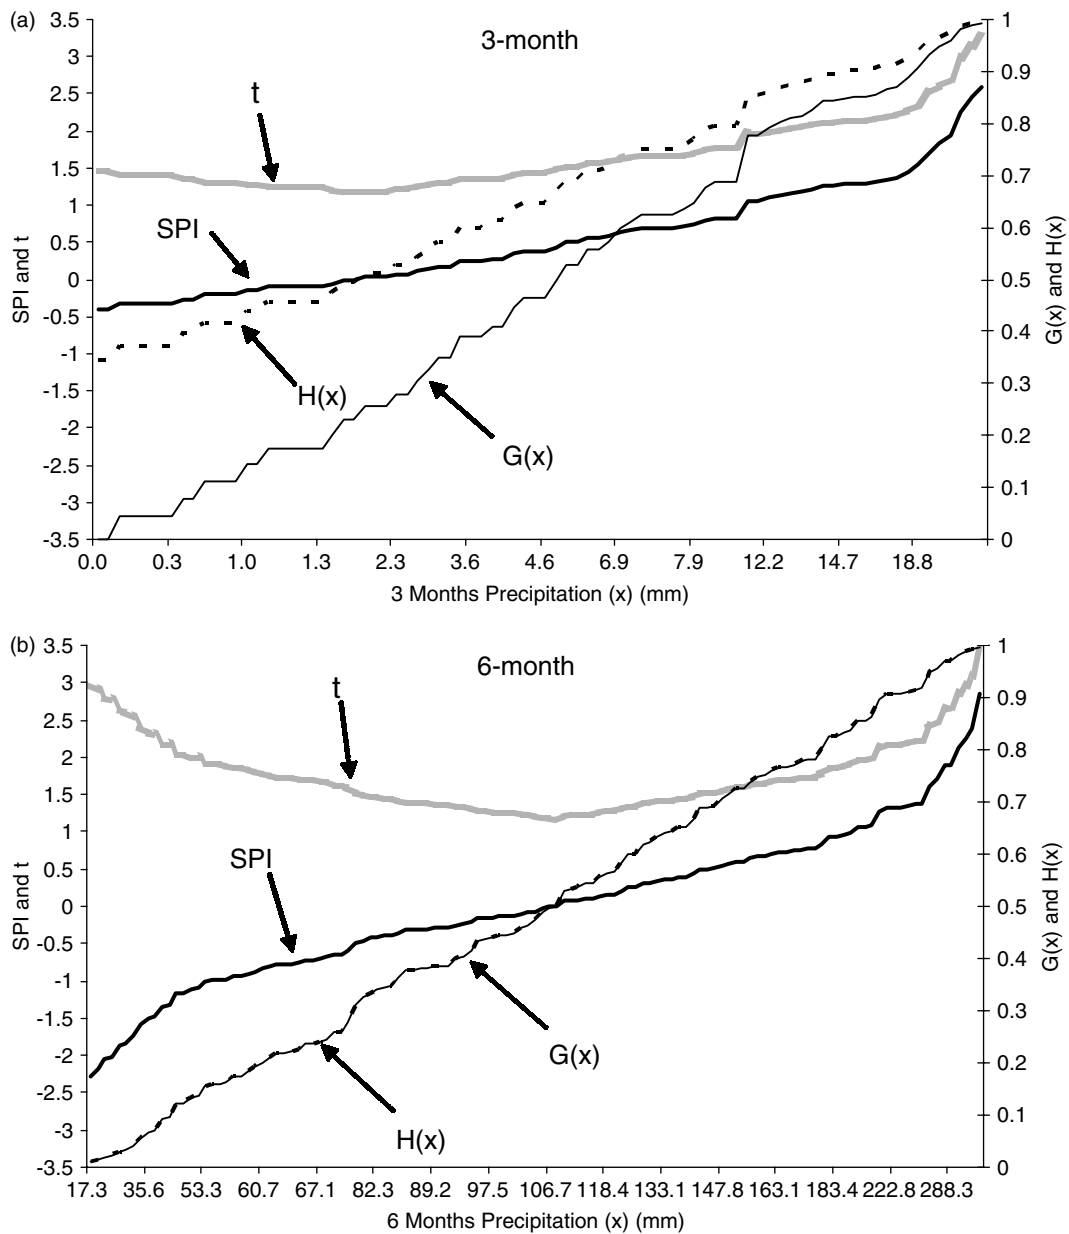 (a)
3-month
3.5
3
2.5
2
1.5
1
0.5
0
-0.5
-1
-1.5
-2
-2.5
-3
-3.5
SPI and t
1
0.9
0.8
0.7
0.6
0.5
0.4
0.3
0.2
0.1
0
G(x) and H(x)
t
SPI
H(x)
G(x)
0.0 0.3 1.0 1.3 2.3 3.6 4.6 6.9 7.9 12.2 14.7 18.8
3 Months Precipitation (x) (mm)
(b)
6-month
3.5
3
2.5
2
1.5
1
0.5
0
-0.5
-1
-1.5
-2
-2.5
-3
-3.5
SPI and t
1
0.9
0.8
0.7
0.6
0.5
0.4
0.3
0.2
0.1
0
G(x) and H(x)
t
SPI
G(x)
H(x)
17.3 35.6 53.3 60.7 67.1 82.3 89.2 97.5 106.7 118.4 133.1 147.8 163.1 183.4 222.8 288.3
6 Months Precipitation (x) (mm)